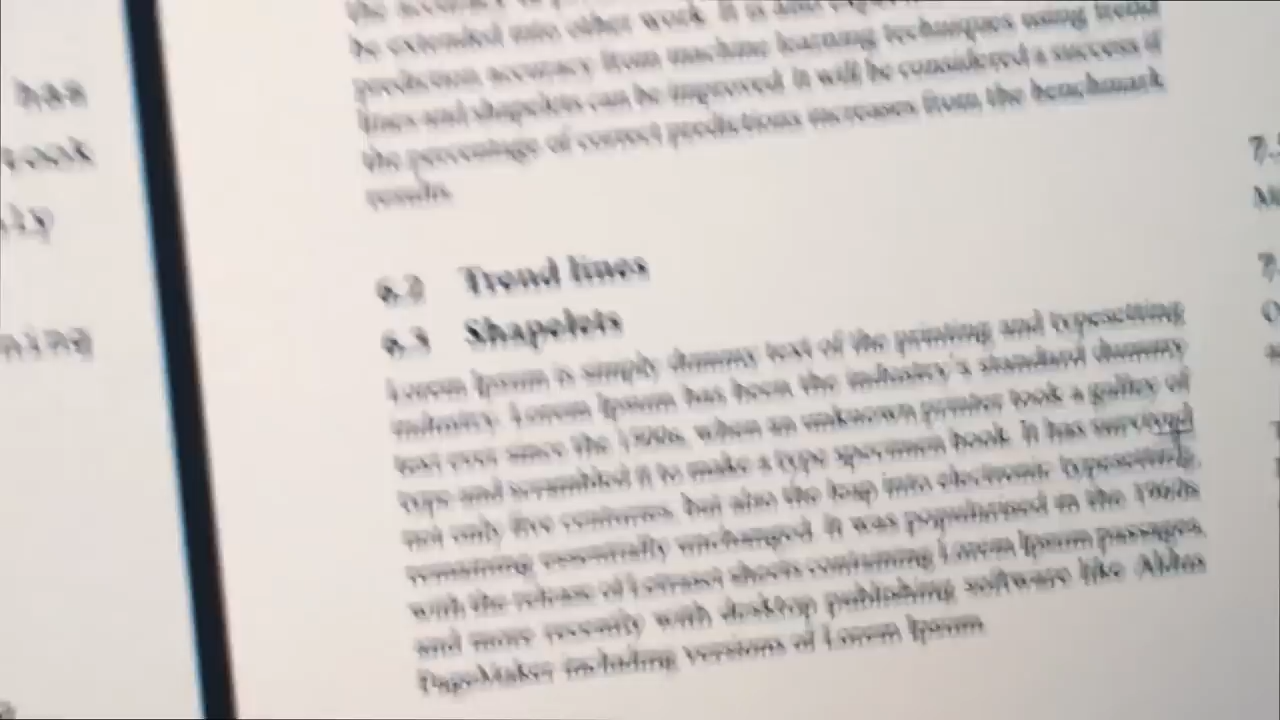 be extended into other work. It is also
prediction accuracy from machine learning techniques using trend
lines and shapelets can be improved. It will be considered a success if
the percentage of correct predictions increases from the benchmark
results.
6.2 Trend lines
6.3 Shapelets
Lorem Ipsum is simply dummy text of the printing and typesetting
industry. Lorem Ipsum has been the industry's standard dummy
text ever since the 1500s, when an unknown printer took a galley of
type and scrambled it to make a type specimen book. It has survived
not only five centuries, but also the leap into electronic typesetting,
remaining essentially unchanged. It was popularised in the 1960s
with the release of Letraset sheets containing Lorem Ipsum passages,
and more recently with desktop publishing software like Aldus
PageMaker including versions of Lorem Ipsum